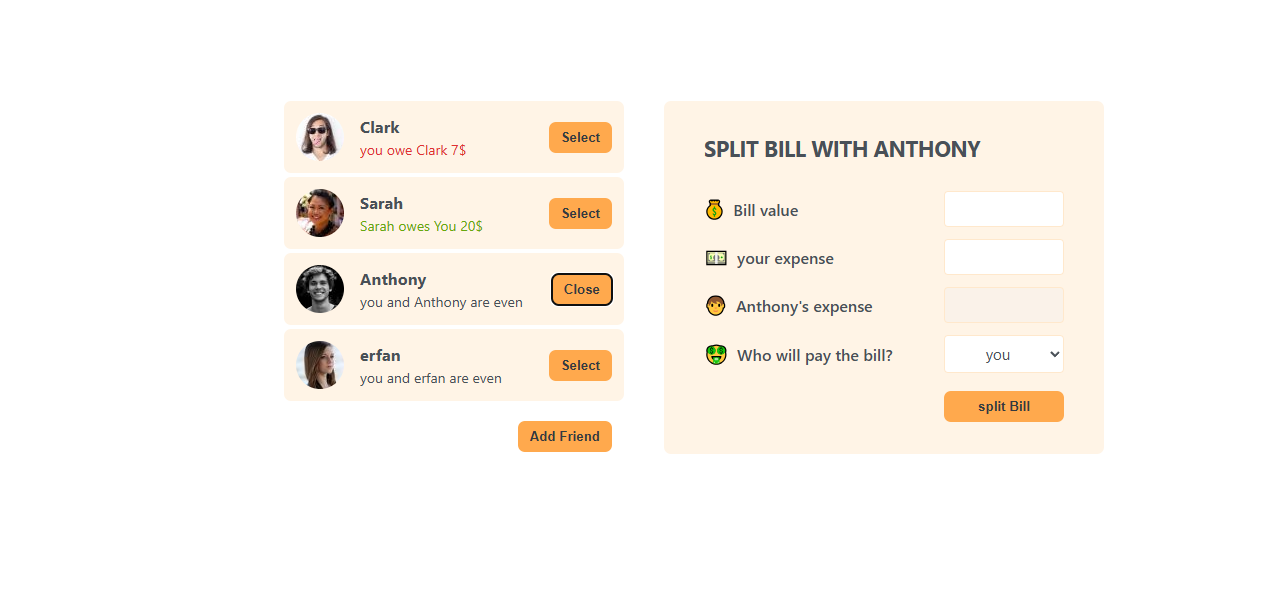 Clark
you owe Clark 7$
Select
Sarah
Sarah owes You 20$
Select
Anthony
you and Anthony are even
Close
erfan
you and erfan are even
Select
Add Friend
SPLIT BILL WITH ANTHONY
💰 Bill value
💵 your expense
👨 Anthony's expense
🤑 Who will pay the bill?
you
split Bill